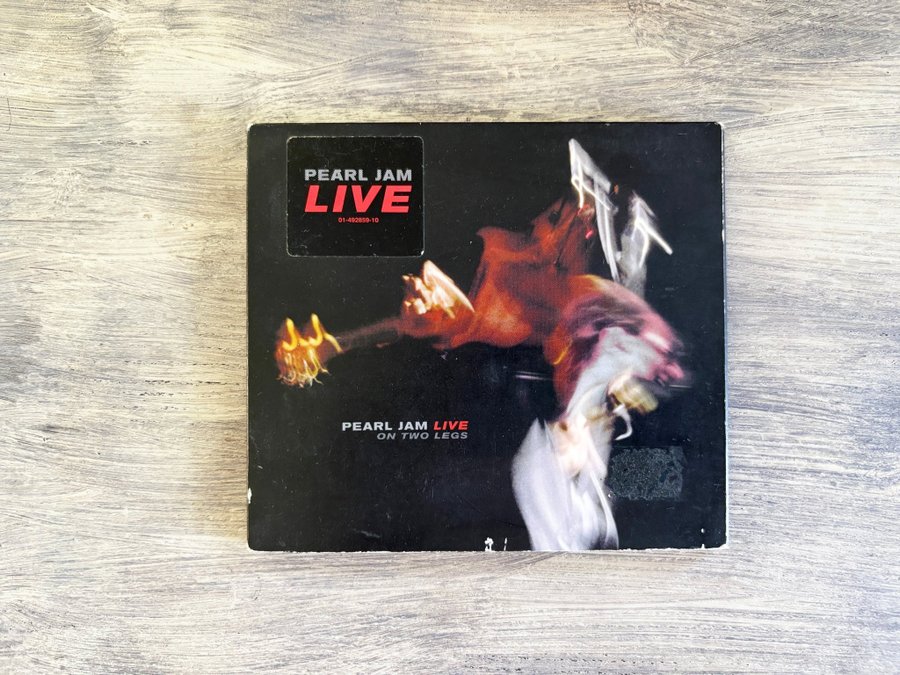 PEARL JAM
LIVE
01-492859-10
PEARL JAM LIVE
ON TWO LEGS